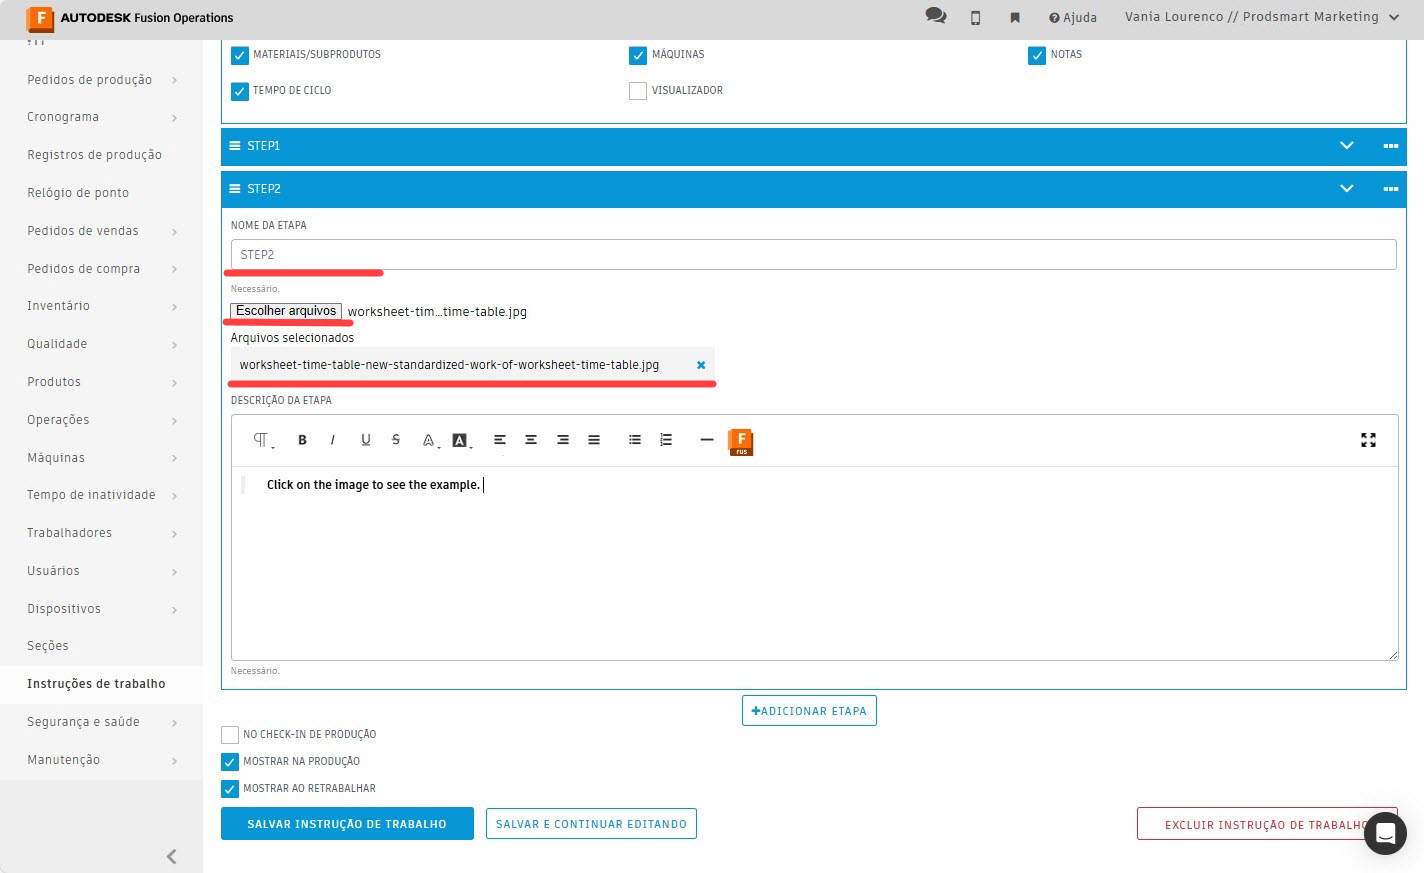 F AUTODESK Fusion Operations
Ajuda
Vania Lourenco // Prodsmart Marketing
Pedidos de produção
Cronograma
Registros de produção
Relógio de ponto
Pedidos de vendas
Pedidos de compra
Inventário
Qualidade
Produtos
Operações
Máquinas
Tempo de inatividade
Trabalhadores
Usuários
Dispositivos
Seções
Instruções de trabalho
Segurança e saúde
Manutenção
MATERIAIS/SUBPRODUTOS
MÁQUINAS
NOTAS
TEMPO DE CICLO
VISUALIZADOR
STEP1
STEP2
NOME DA ETAPA
STEP2
Necessário.
Escolher arquivos worksheet-tim...time-table.jpg
Arquivos selecionados
worksheet-time-table-new-standardized-work-of-worksheet-time-table.jpg
DESCRIÇÃO DA ETAPA
B I U S A A F rus
Click on the image to see the example.
Necessário.
+ADICIONAR ETAPA
NO CHECK-IN DE PRODUÇÃO
MOSTRAR NA PRODUÇÃO
MOSTRAR AO RETRABALHAR
SALVAR INSTRUÇÃO DE TRABALHO
SALVAR E CONTINUAR EDITANDO
EXCLUIR INSTRUÇÃO DE TRABALHO